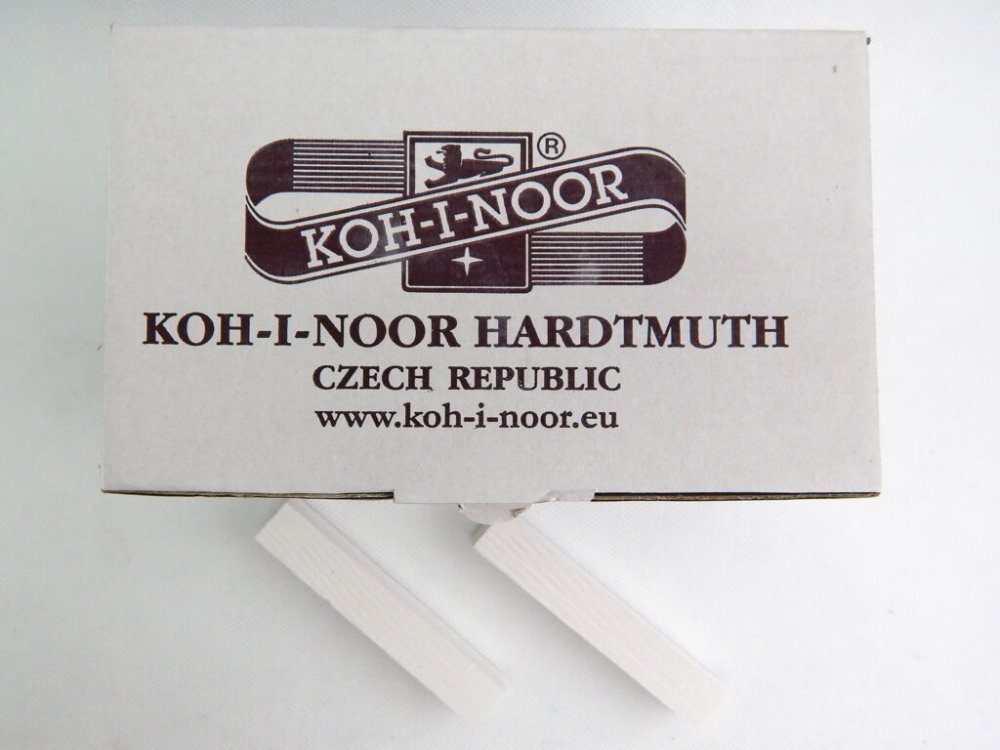 ®
KOH-I-NOOR
KOH-I-NOOR HARDTMUTH
CZECH REPUBLIC
www.koh-i-noor.eu